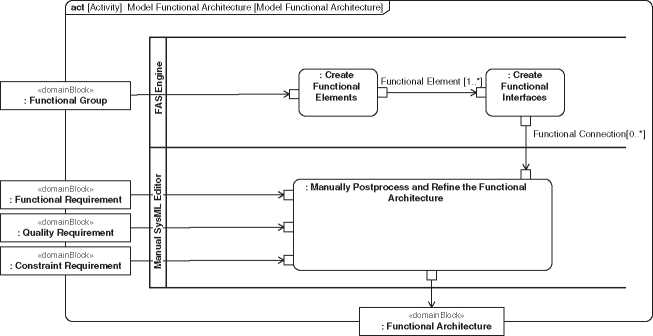 act [Activity] Model Functional Architecture [Model Functional Architecture]
FAS Engine
«domainBlock»
: Functional Group
: Create
Functional
Elements
Functional Element [1..*]
: Create
Functional
Interfaces
Functional Connection[0..*]
Manual SysML Editor
«domainBlock»
: Functional Requirement
«domainBlock»
: Quality Requirement
«domainBlock»
: Constraint Requirement
: Manually Postprocess and Refine the Functional
Architecture
«domainBlock»
: Functional Architecture